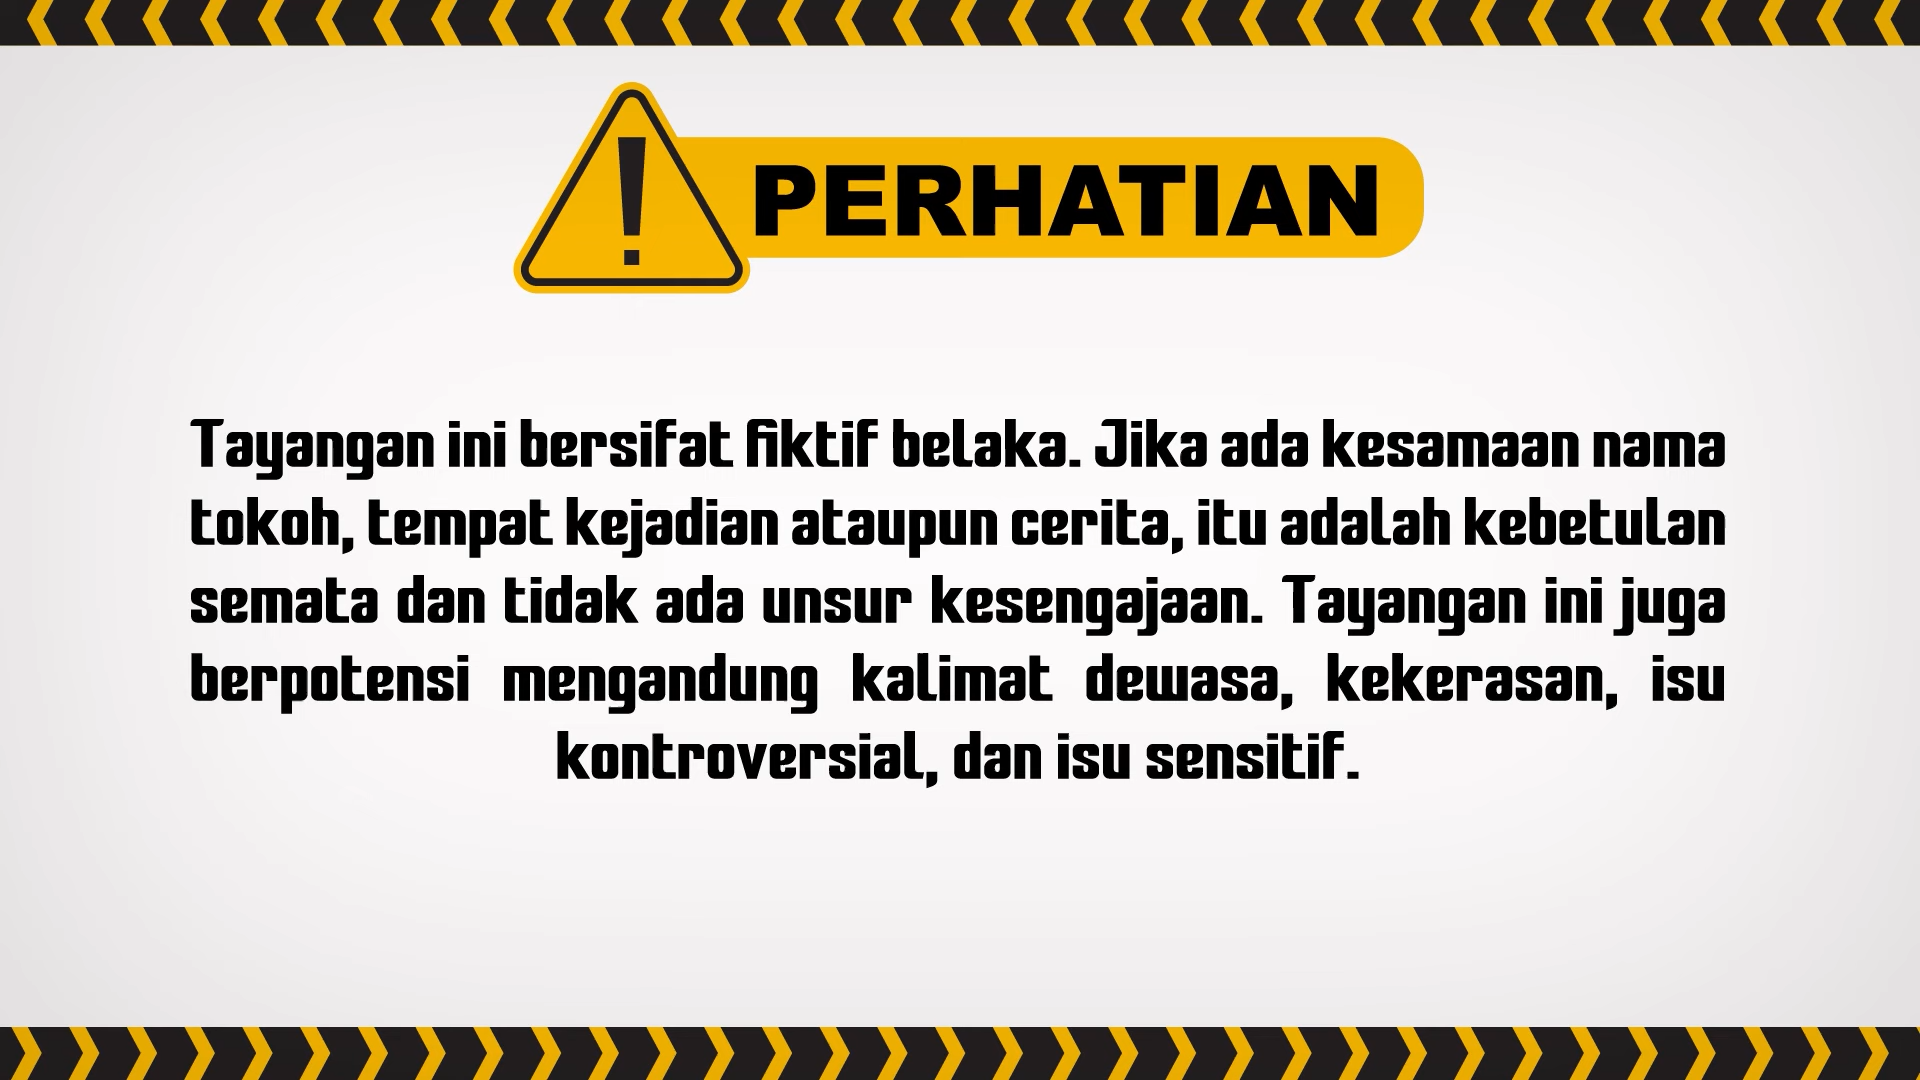 !
PERHATIAN
Tayangan ini bersifat fiktif belaka. Jika ada kesamaan nama
tokoh, tempat kejadian ataupun cerita, itu adalah kebetulan
semata dan tidak ada unsur kesengajaan. Tayangan ini juga
berpotensi mengandung kalimat dewasa, kekerasan, isu
kontroversial, dan isu sensitif.